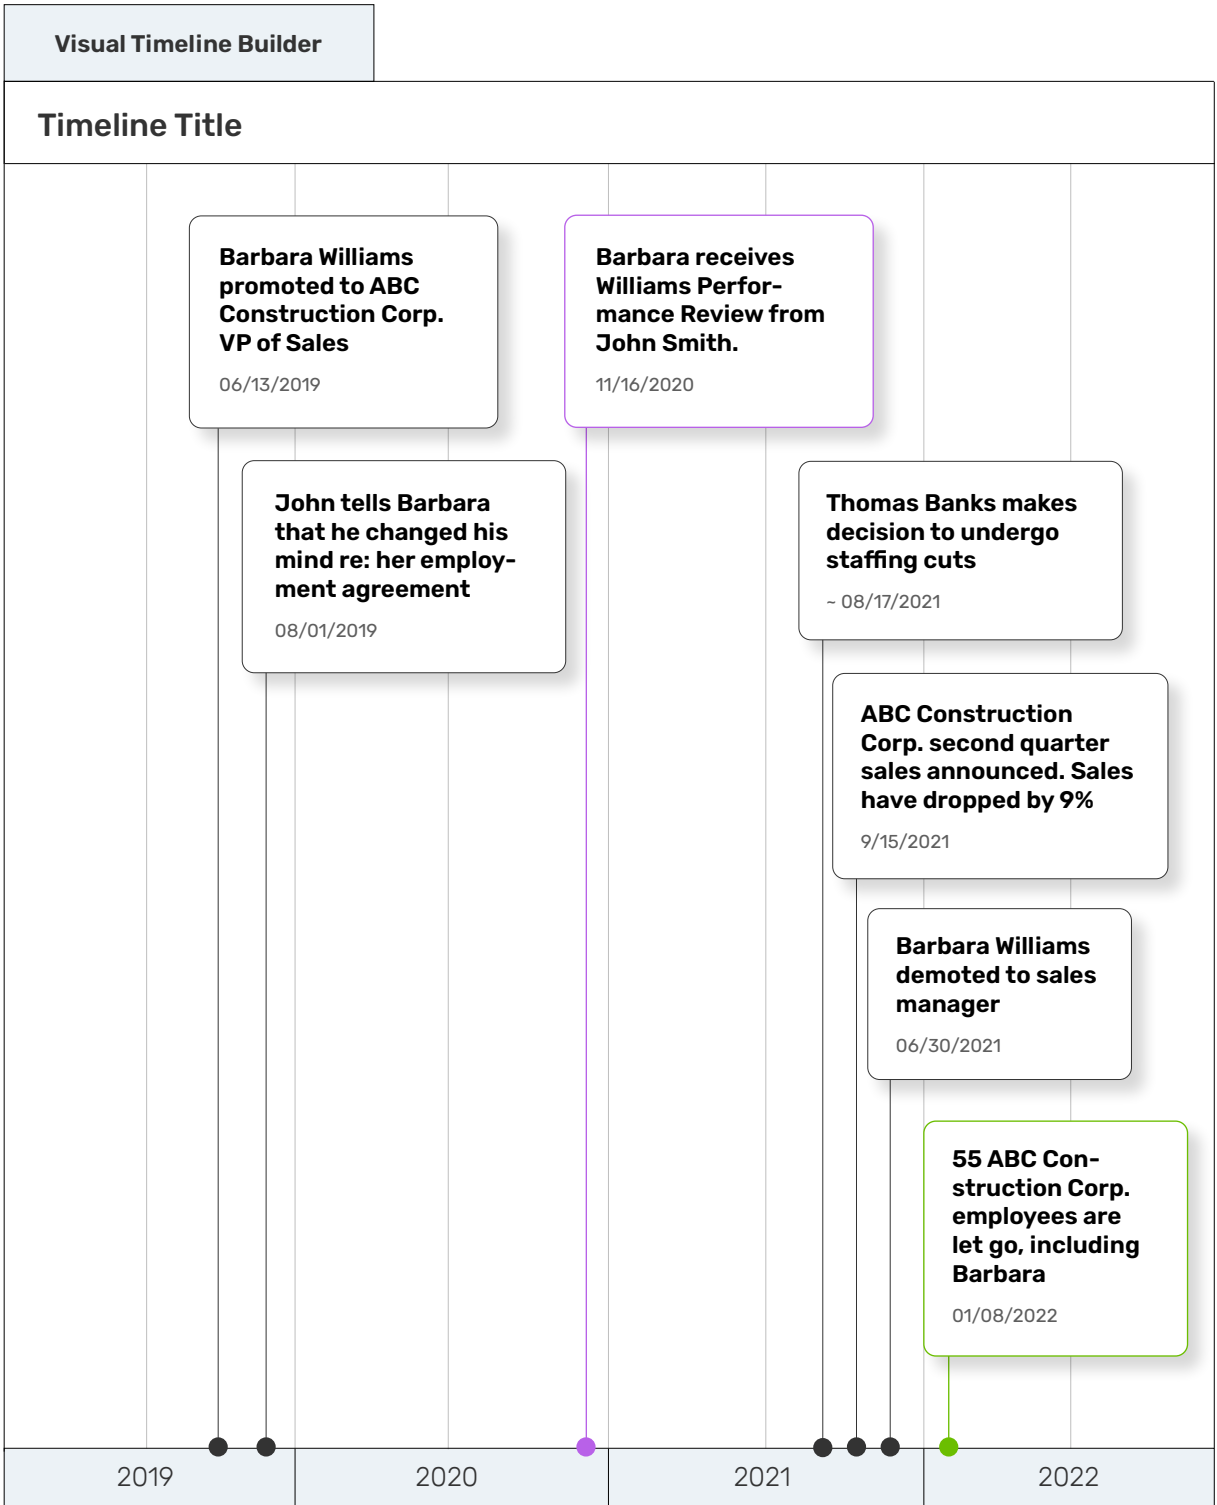 Visual Timeline Builder
Timeline Title
Barbara Williams
promoted to ABC
Construction Corp.
VP of Sales
06/13/2019
Barbara receives
Williams Perfor-
mance Review from
John Smith.
11/16/2020
John tells Barbara
that he changed his
mind re: her employ-
ment agreement
08/01/2019
Thomas Banks makes
decision to undergo
staffing cuts
~ 08/17/2021
ABC Construction
Corp. second quarter
sales announced. Sales
have dropped by 9%
9/15/2021
Barbara Williams
demoted to sales
manager
06/30/2021
55 ABC Con-
struction Corp.
employees are
let go, including
Barbara
01/08/2022
2019
2020
2021
2022